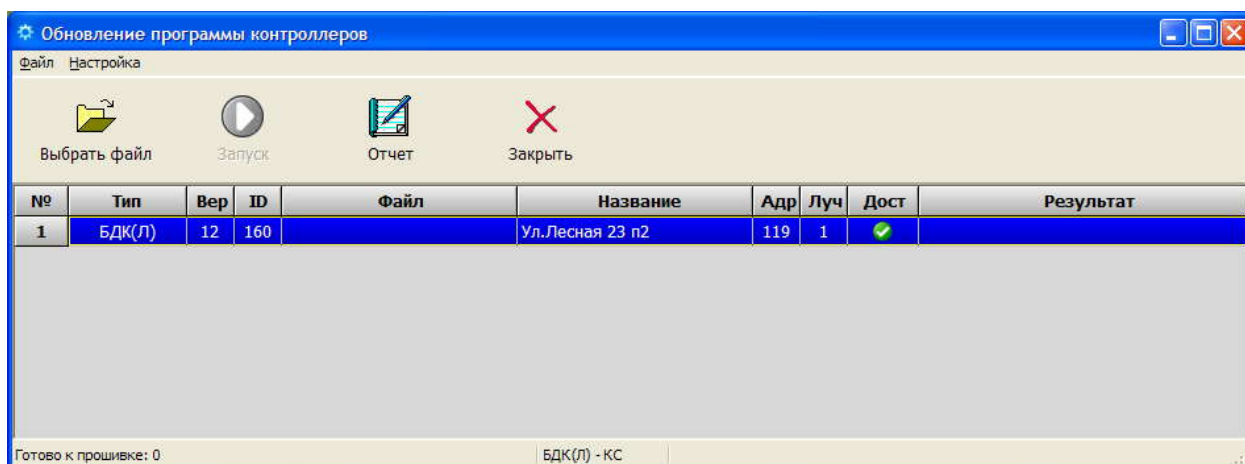 Обновление программы контроллеров
Файл Настройка
Выбрать файл Запуск Отчет Закрыть
№ Тип Вер ID Файл Название Адр Луч Дост Результат
1 БДК(Л) 12 160 Ул.Лесная 23 п2 119 1
Готово к прошивке: 0 БДК(Л) - КС